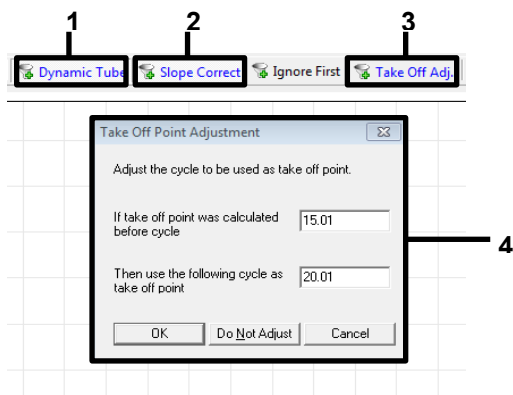 1 2 3
Dynamic Tube Slope Correct Ignore First Take Off Adj.
Take Off Point Adjustment
Adjust the cycle to be used as take off point.
If take off point was calculated
before cycle
15.01
4
Then use the following cycle as
take off point
20.01
OK Do Not Adjust Cancel